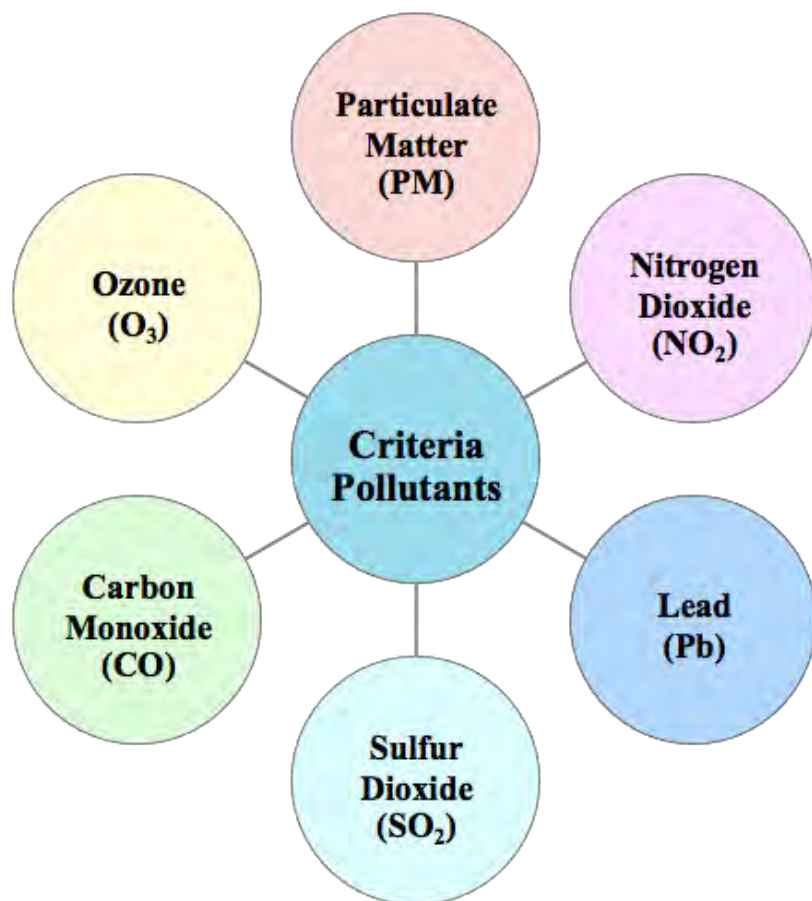 Particulate
Matter
(PM)
Ozone
(O₃)
Nitrogen
Dioxide
(NO₂)
Criteria
Pollutants
Carbon
Monoxide
(CO)
Lead
(Pb)
Sulfur
Dioxide
(SO₂)